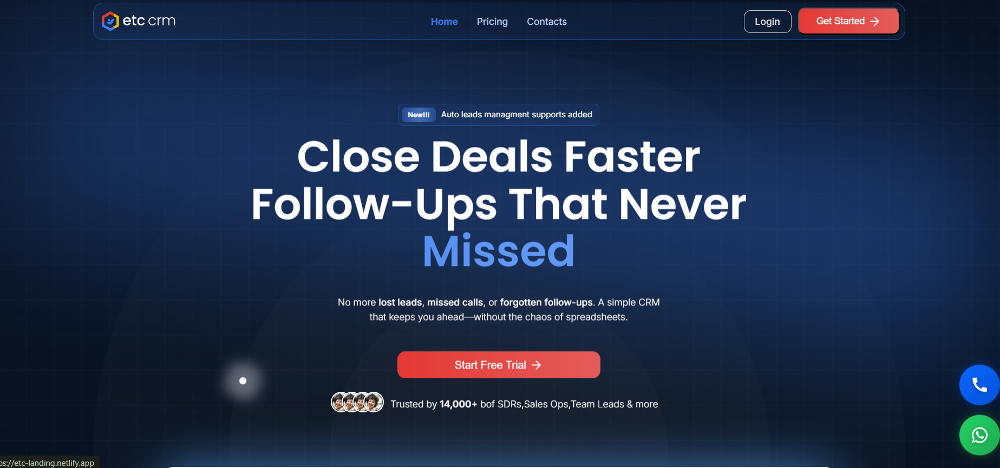 etc crm
Home Pricing Contacts
Login
Get Started
New!!! Auto leads managment supports added
Close Deals Faster
Follow-Ups That Never
Missed
No more lost leads, missed calls, or forgotten follow-ups. A simple CRM
that keeps you ahead—without the chaos of spreadsheets.
Start Free Trial
Trusted by 14,000+ bof SDRs,Sales Ops,Team Leads & more
ps://etc-landing.netlify.app